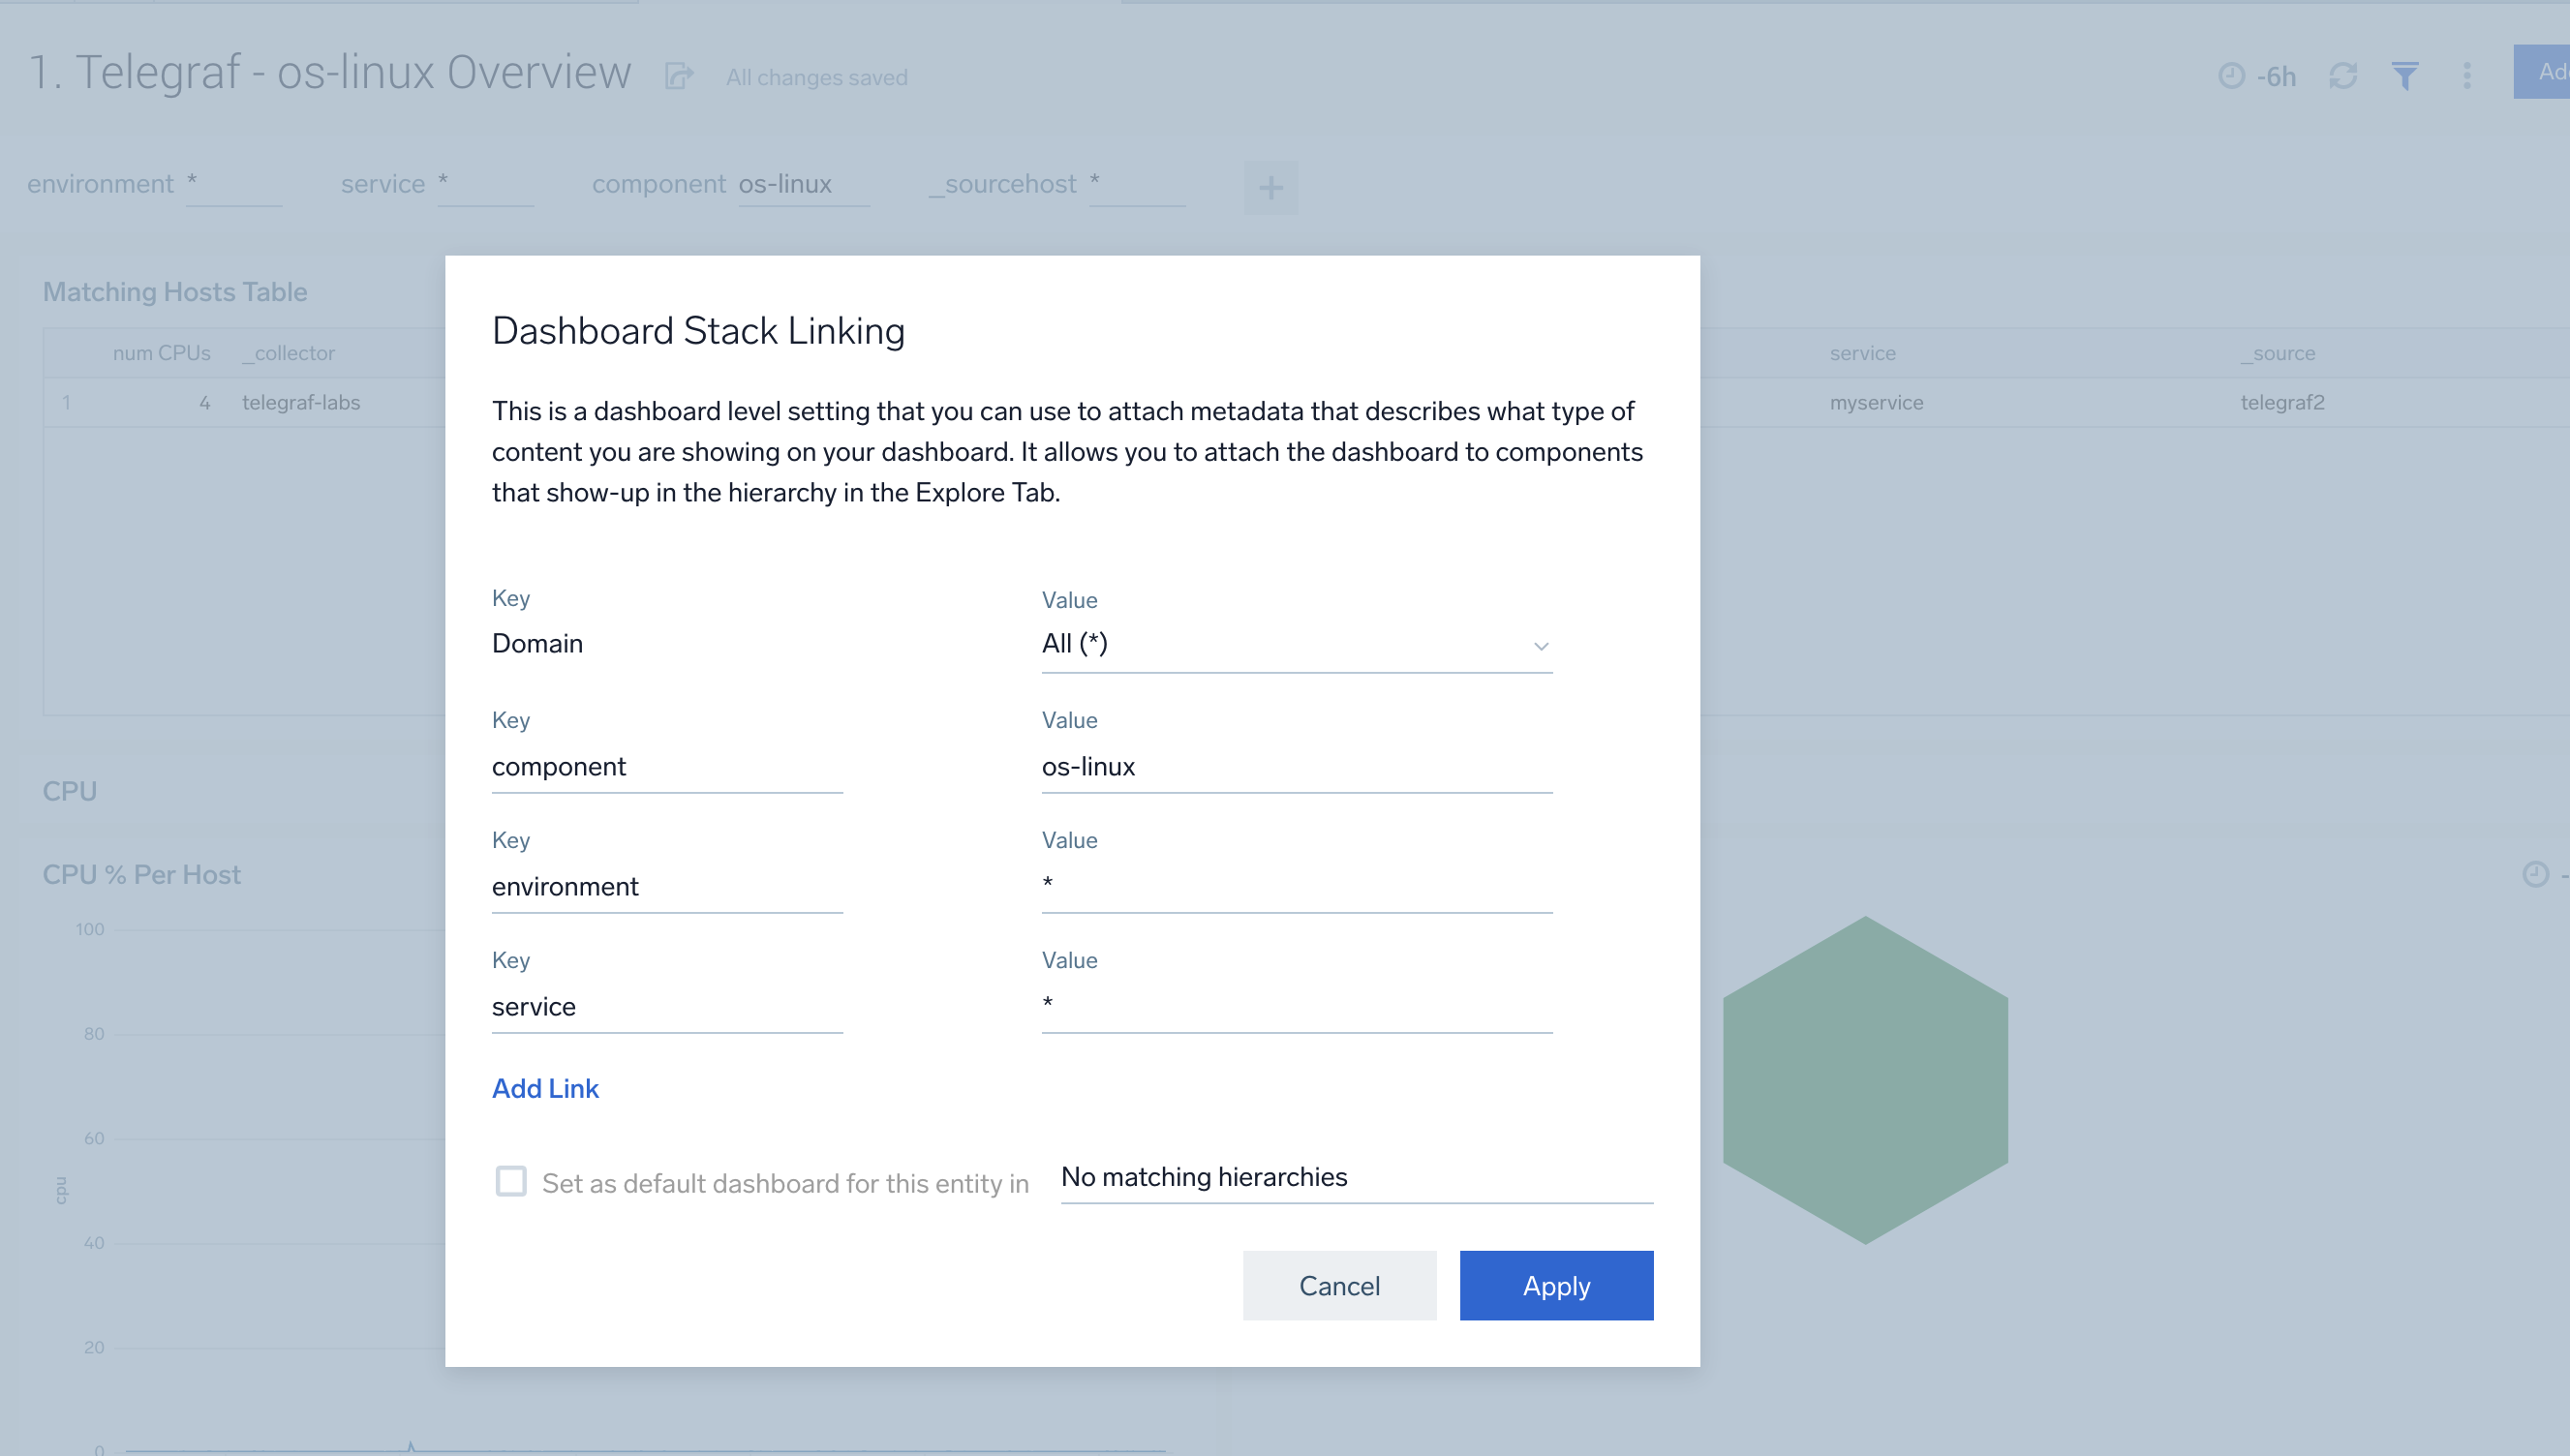 1. Telegraf - os-linux Overview
All changes saved
-6h
environment *
service *
component os-linux
_sourcehost *
+
Matching Hosts Table
num CPUs _collector service _source
1 4 telegraf-labs myservice telegraf2
Dashboard Stack Linking
This is a dashboard level setting that you can use to attach metadata that describes what type of
content you are showing on your dashboard. It allows you to attach the dashboard to components
that show-up in the hierarchy in the Explore Tab.
Key Value
Domain All (*)
Key Value
component os-linux
Key Value
environment *
Key Value
service *
Add Link
Set as default dashboard for this entity in No matching hierarchies
Cancel Apply
CPU
CPU % Per Host
100
80
60
cpu
40
20
0